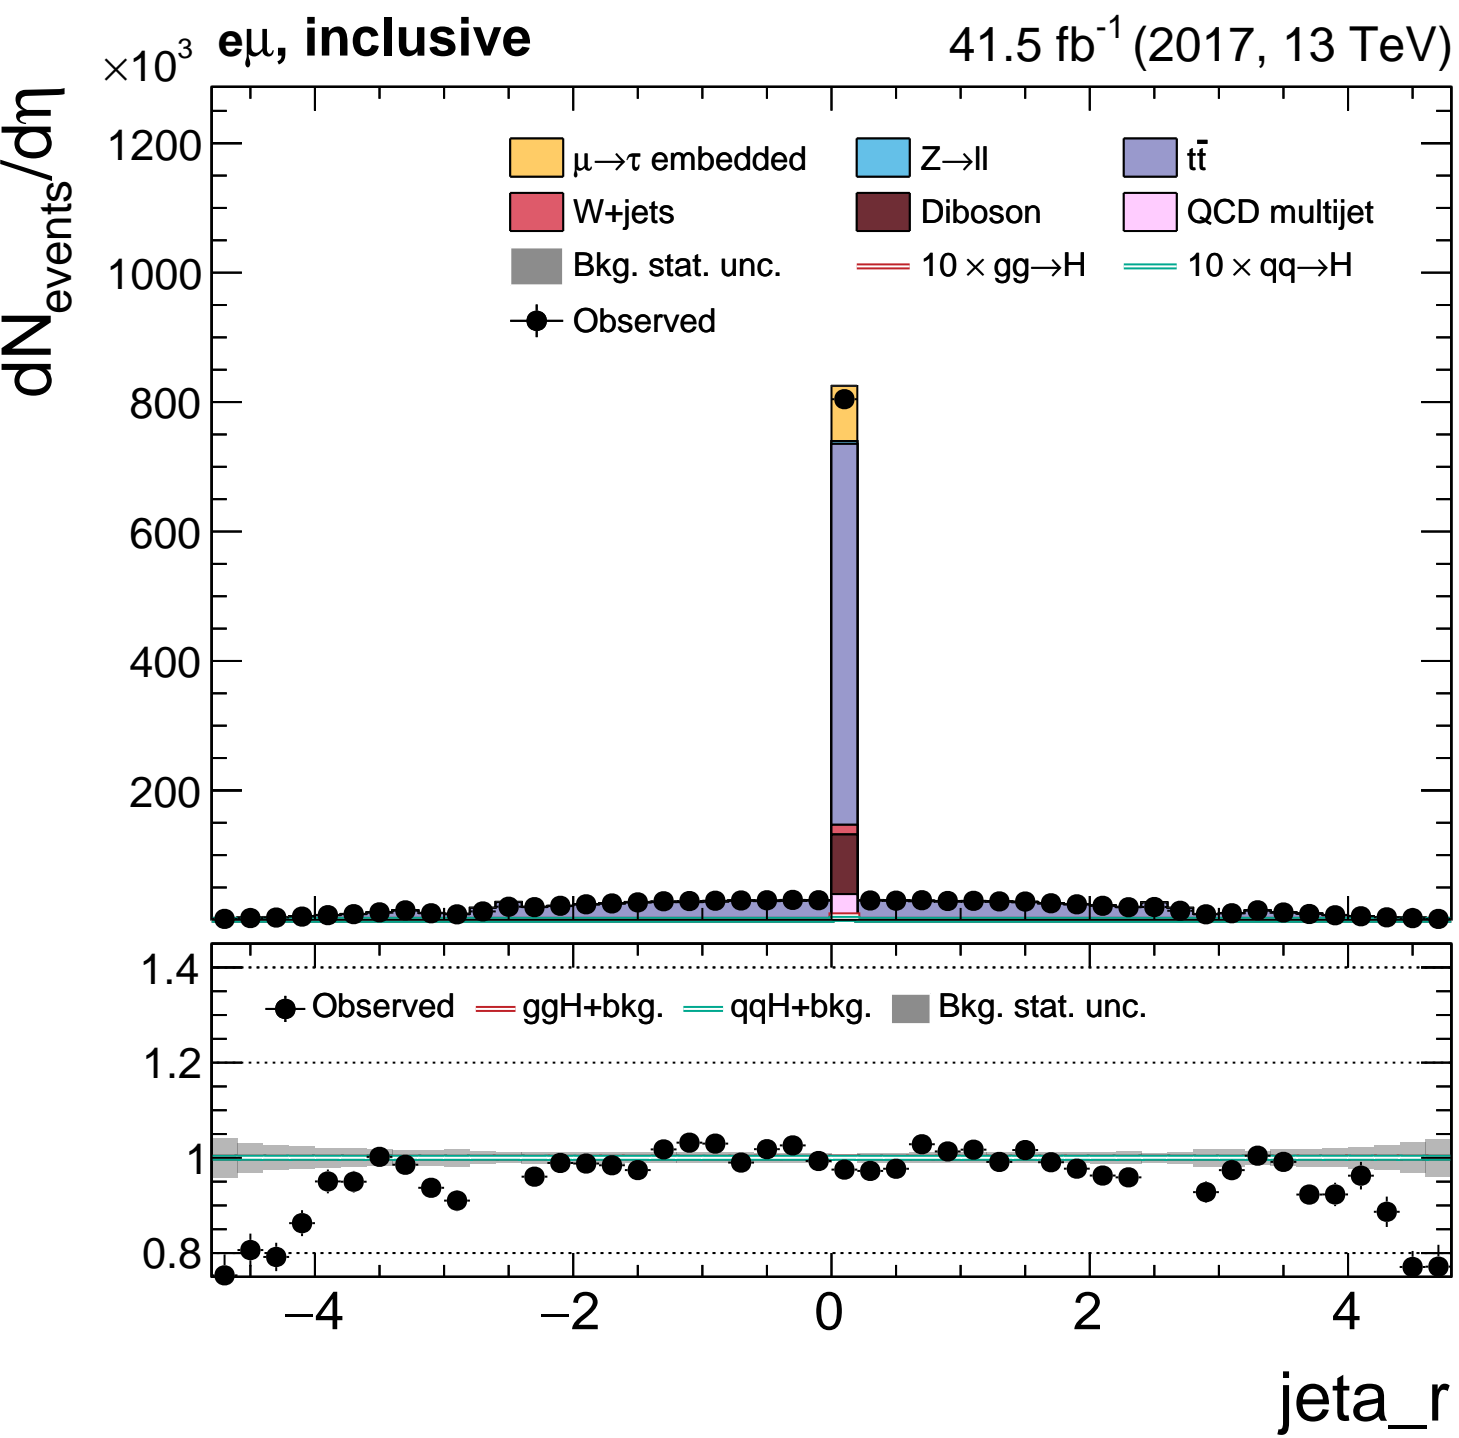 ×10³ eμ, inclusive 41.5 fb⁻¹ (2017, 13 TeV)
dN_events/dη
1200
1000
800
600
400
200
μ→τ embedded Z→ll tt̄
W+jets Diboson QCD multijet
Bkg. stat. unc. 10 × gg→H 10 × qq→H
Observed
1.4
1.2
1
0.8
Observed ggH+bkg. qqH+bkg. Bkg. stat. unc.
−4 −2 0 2 4
jeta_r